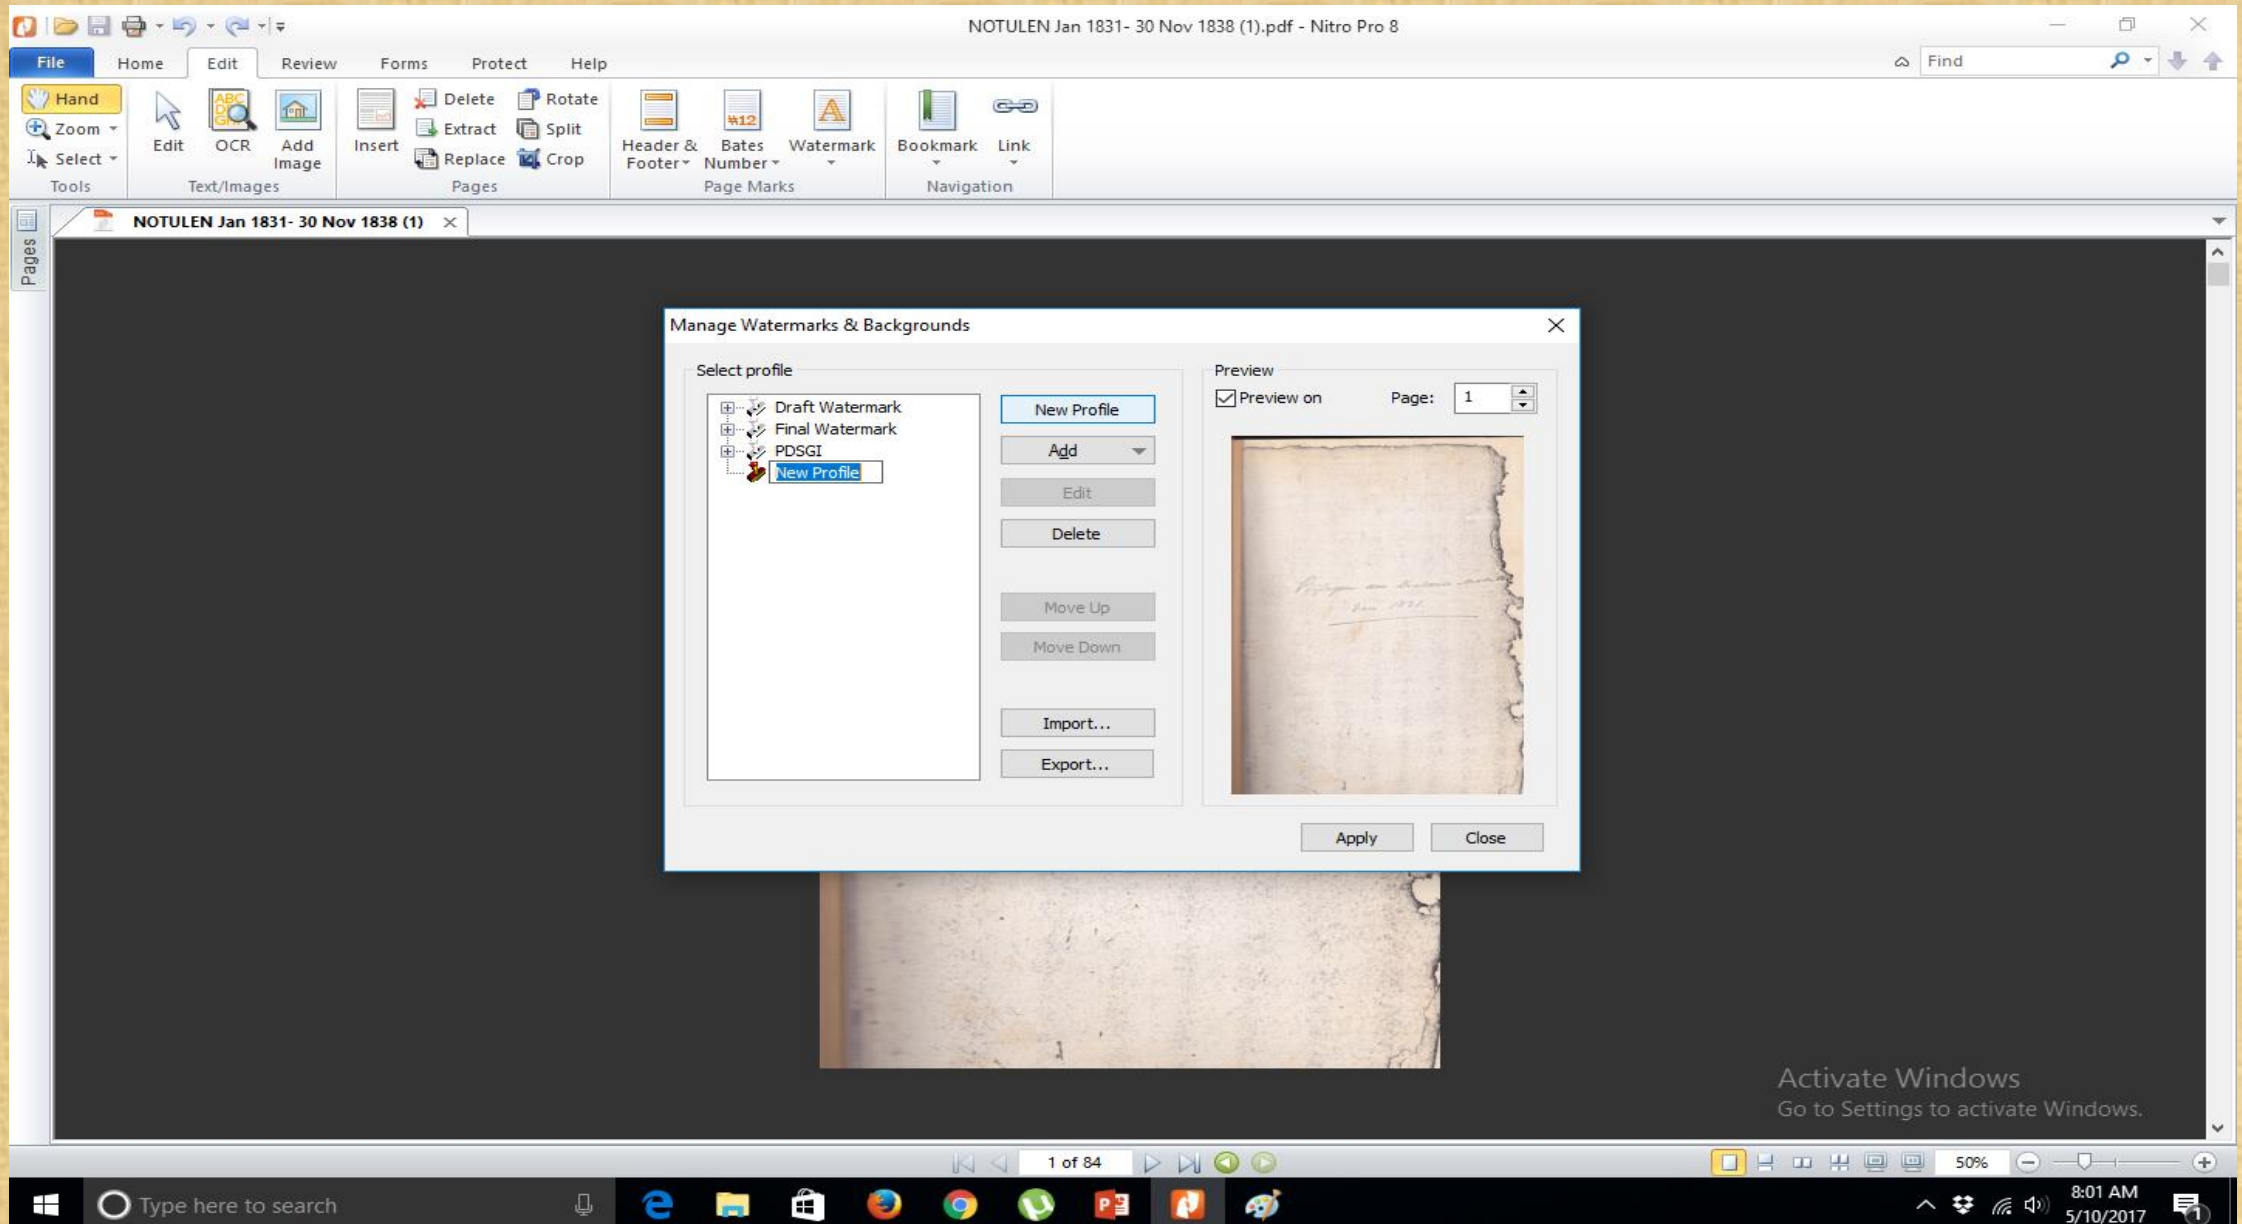 NOTULEN Jan 1831- 30 Nov 1838 (1).pdf - Nitro Pro 8
File Home Edit Review Forms Protect Help Find
Hand
Zoom
Select
Tools
Edit OCR Add Image
Text/Images
Insert Delete Rotate
Extract Split
Replace Crop
Pages
Header & Footer Bates Number Watermark
Page Marks
Bookmark Link
Navigation
NOTULEN Jan 1831- 30 Nov 1838 (1)
Pages
Manage Watermarks & Backgrounds
Select profile
Draft Watermark
Final Watermark
PDSGI
New Profile
New Profile
Add
Edit
Delete
Move Up
Move Down
Import...
Export...
Preview
Preview on Page: 1
Apply Close
Activate Windows
Go to Settings to activate Windows.
1 of 84
50%
Type here to search
8:01 AM
5/10/2017